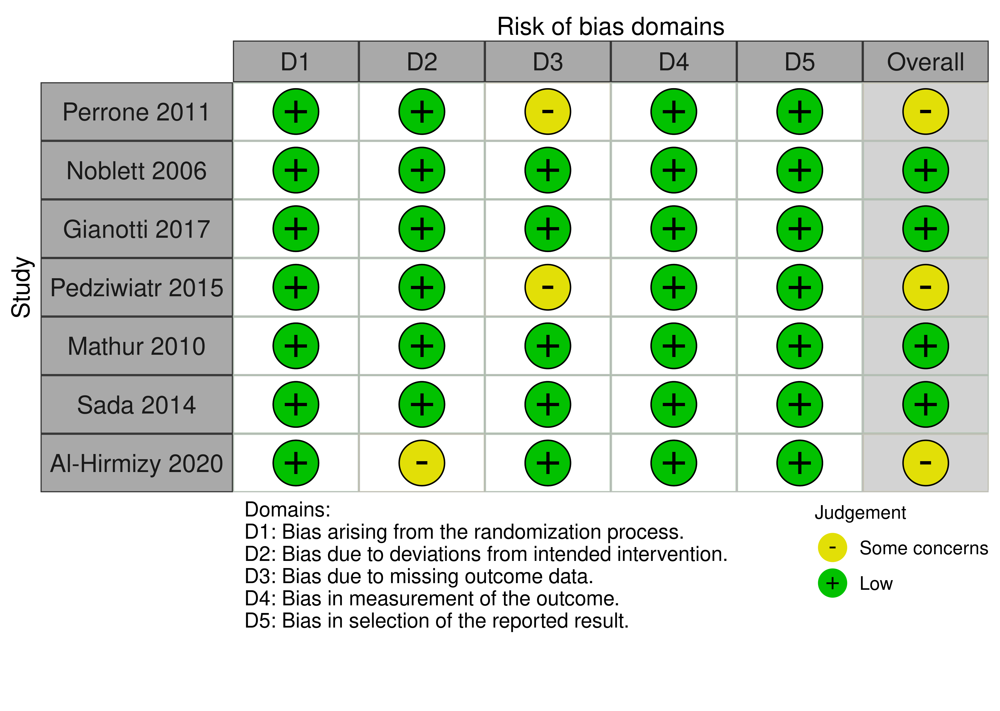 Risk of bias domains
D1 D2 D3 D4 D5 Overall
Study
Perrone 2011 + + - + + -
Noblett 2006 + + + + + +
Gianotti 2017 + + + + + +
Pedziwiatr 2015 + + - + + -
Mathur 2010 + + + + + +
Sada 2014 + + + + + +
Al-Hirmizy 2020 + - + + + -
Domains:
D1: Bias arising from the randomization process.
D2: Bias due to deviations from intended intervention.
D3: Bias due to missing outcome data.
D4: Bias in measurement of the outcome.
D5: Bias in selection of the reported result.
Judgement
- Some concerns
+ Low